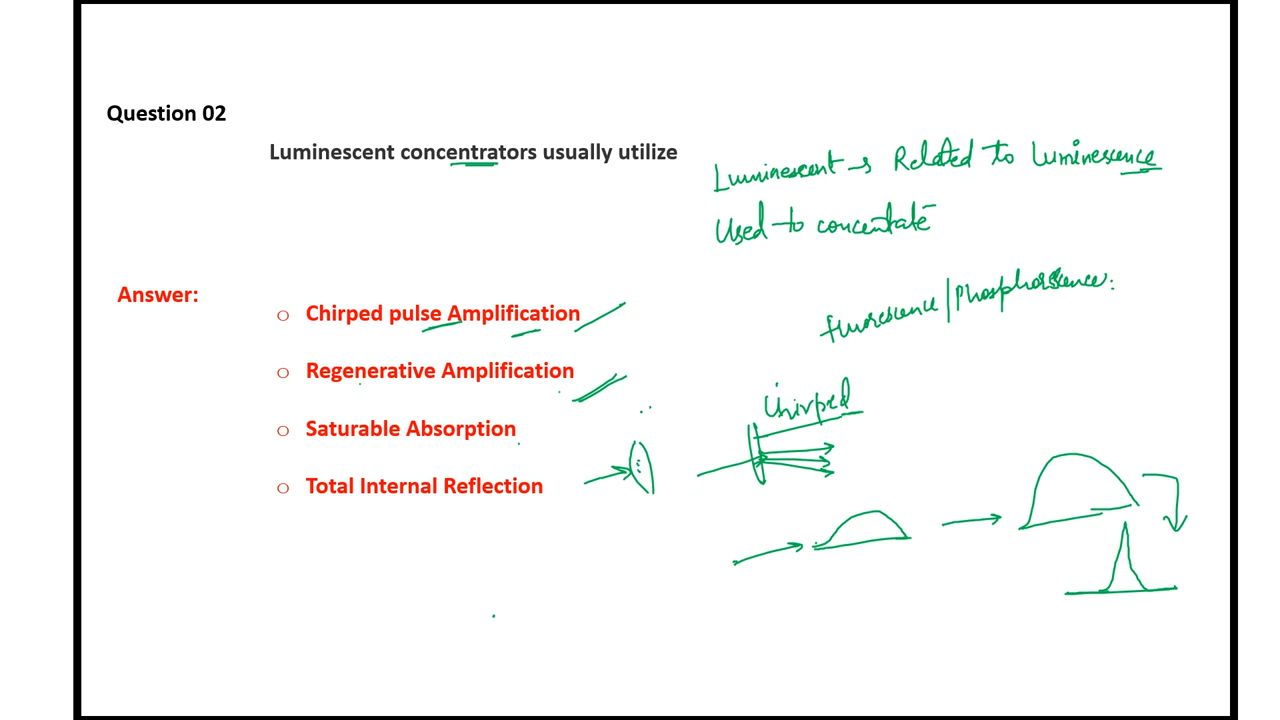 Question 02
Luminescent concentrators usually utilize
Luminescent → Related to Luminescence
Used to concentrate
Answer:
Chirped pulse Amplification
fluorescence / Phosphorescence:
Regenerative Amplification
Chirped
Saturable Absorption
Total Internal Reflection